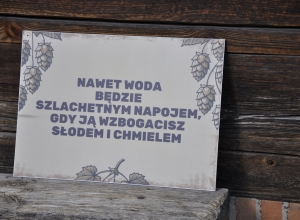 NAWET WODA
BĘDZIE
SZLACHETNYM NAPOJEM,
GDY JĄ WZBOGACISZ
SŁODEM I CHMIELEM